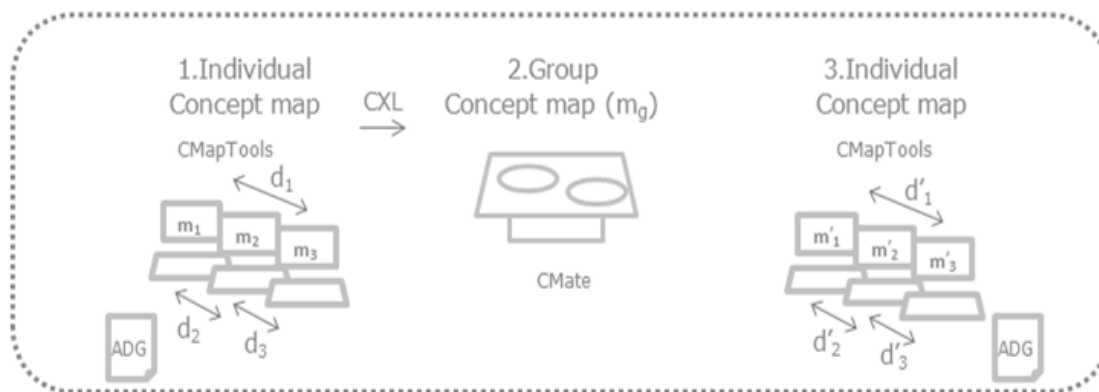 1.Individual
Concept map
CXL
2.Group
Concept map (mg)
3.Individual
Concept map
CMapTools
CMapTools
d1
d'1
m1
m2
m3
m'1
m'2
m'3
CMate
d2
d3
d'2
d'3
ADG
ADG